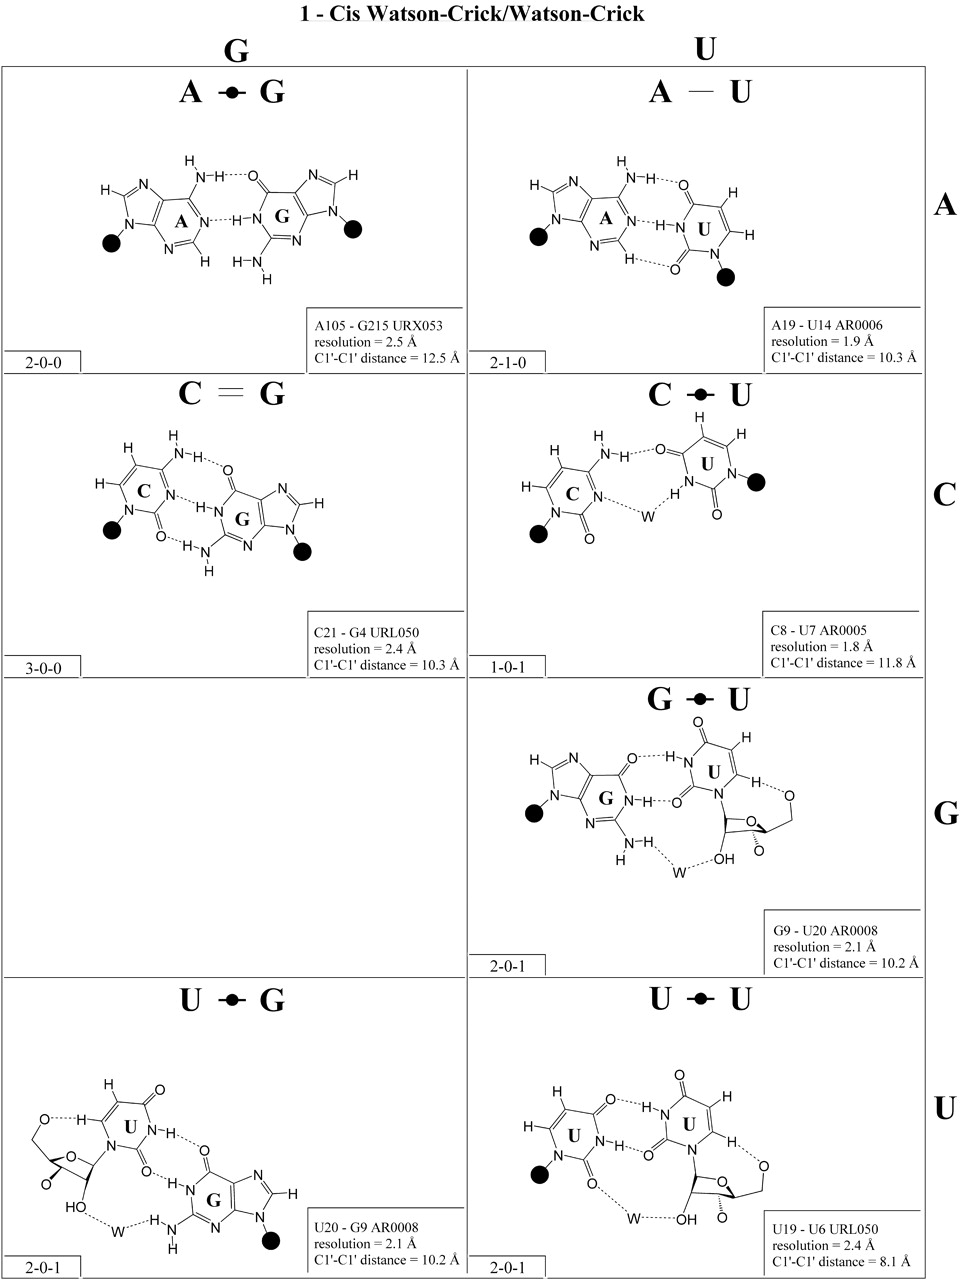 1 - Cis Watson-Crick/Watson-Crick
G U
A G
A — U
A
H H N H N N A N N N H H
O N H G N N N H H N H
H H N H N N A N N N H H
O H N U H N O
A105 - G215 URX053
resolution = 2.5 Å
C1'-C1' distance = 12.5 Å
2-0-0
A19 - U14 AR0006
resolution = 1.9 Å
C1'-C1' distance = 10.3 Å
2-1-0
C = G
C U
C
H H N H H C N N O
O N H H N G N H N N H
H H N H H C N N O
W
H H O U N H N O
C21 - G4 URL050
resolution = 2.4 Å
C1'-C1' distance = 10.3 Å
3-0-0
C8 - U7 AR0005
resolution = 1.8 Å
C1'-C1' distance = 11.8 Å
1-0-1
G U
G
H N O N G N H N N H H
W
O H H N U H O N O O OH
G9 - U20 AR0008
resolution = 2.1 Å
C1'-C1' distance = 10.2 Å
2-0-1
U G
U U
U
H O O H U N H N O O O HO
W
O H N N H G N N H N H
U20 - G9 AR0008
resolution = 2.1 Å
C1'-C1' distance = 10.2 Å
2-0-1
H O H U N H N O
W
O H H N U H O N O O OH
U19 - U6 URL050
resolution = 2.4 Å
C1'-C1' distance = 8.1 Å
2-0-1